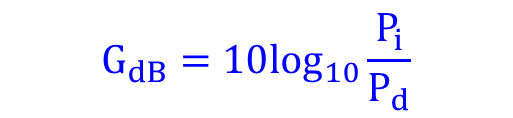 G_dB = 10log_10 P_i/P_d